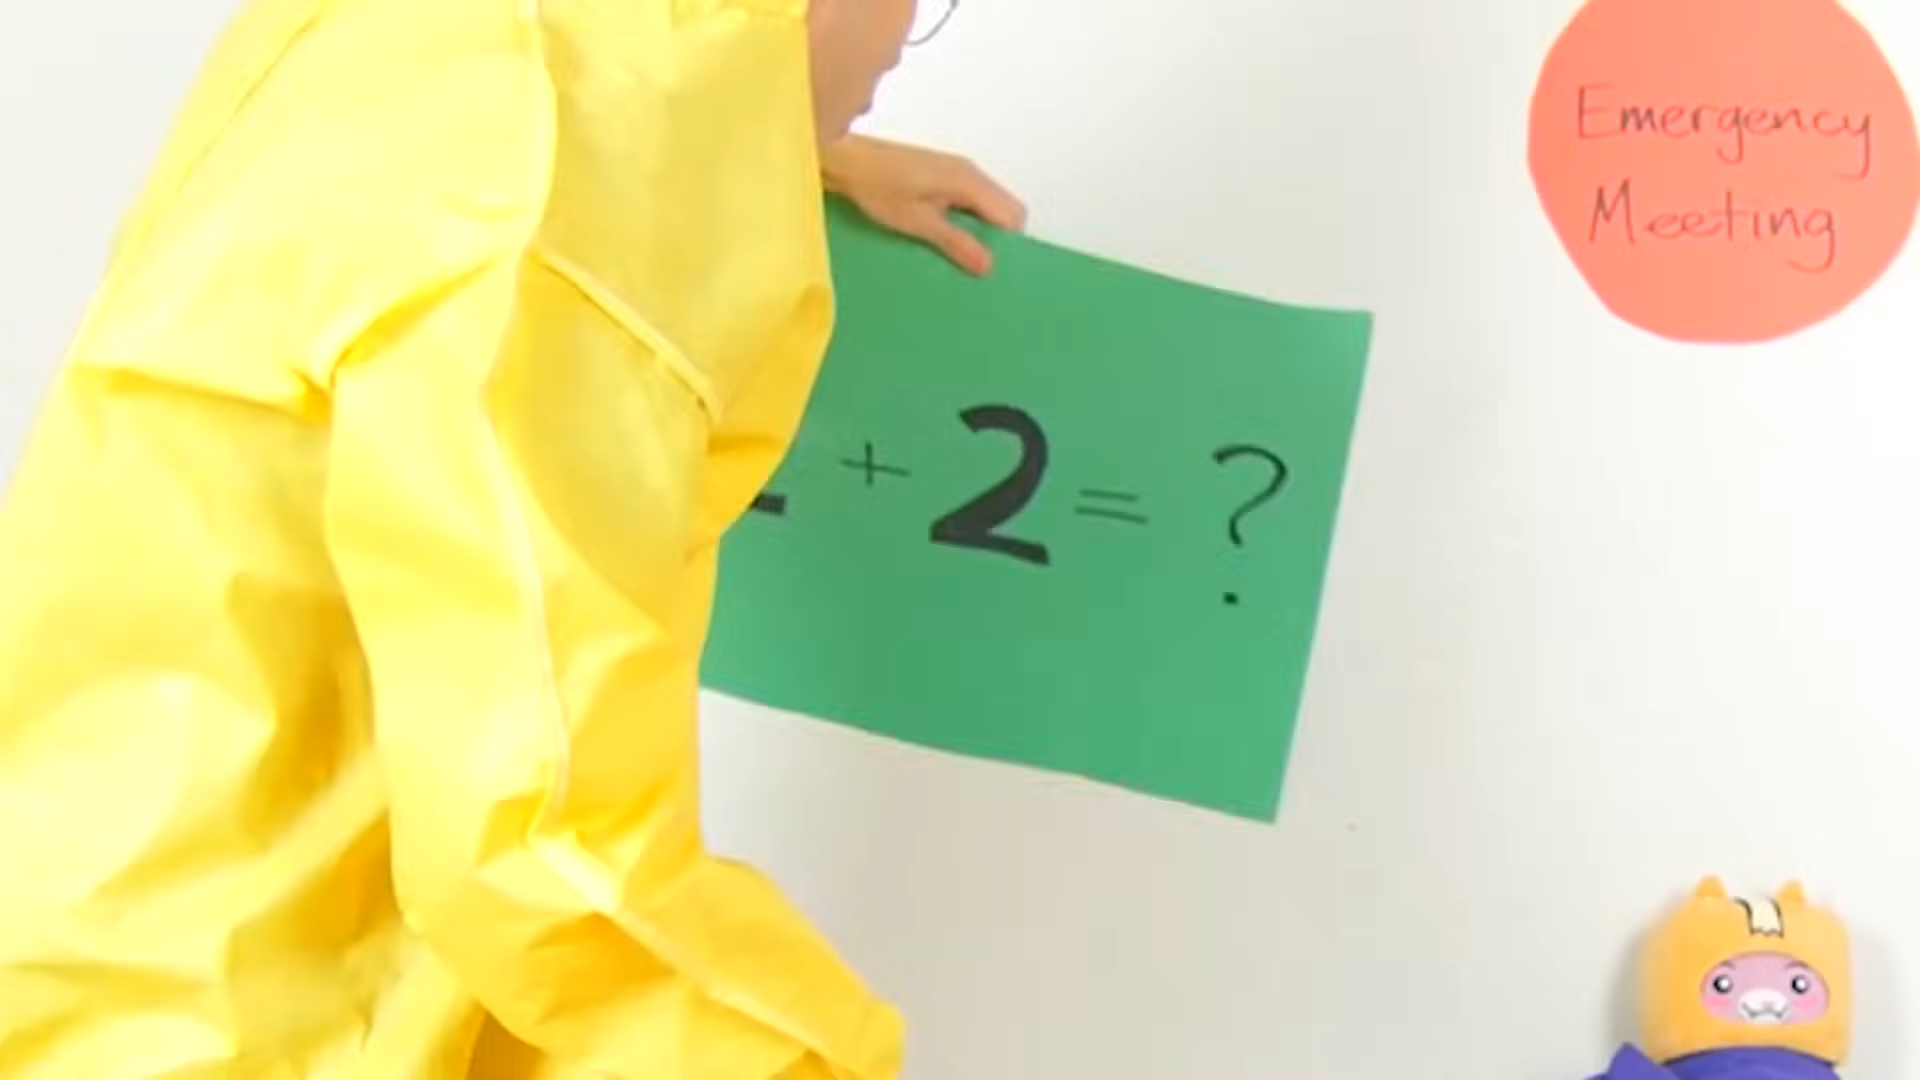 Emergency
Meeting
+ 2 = ?